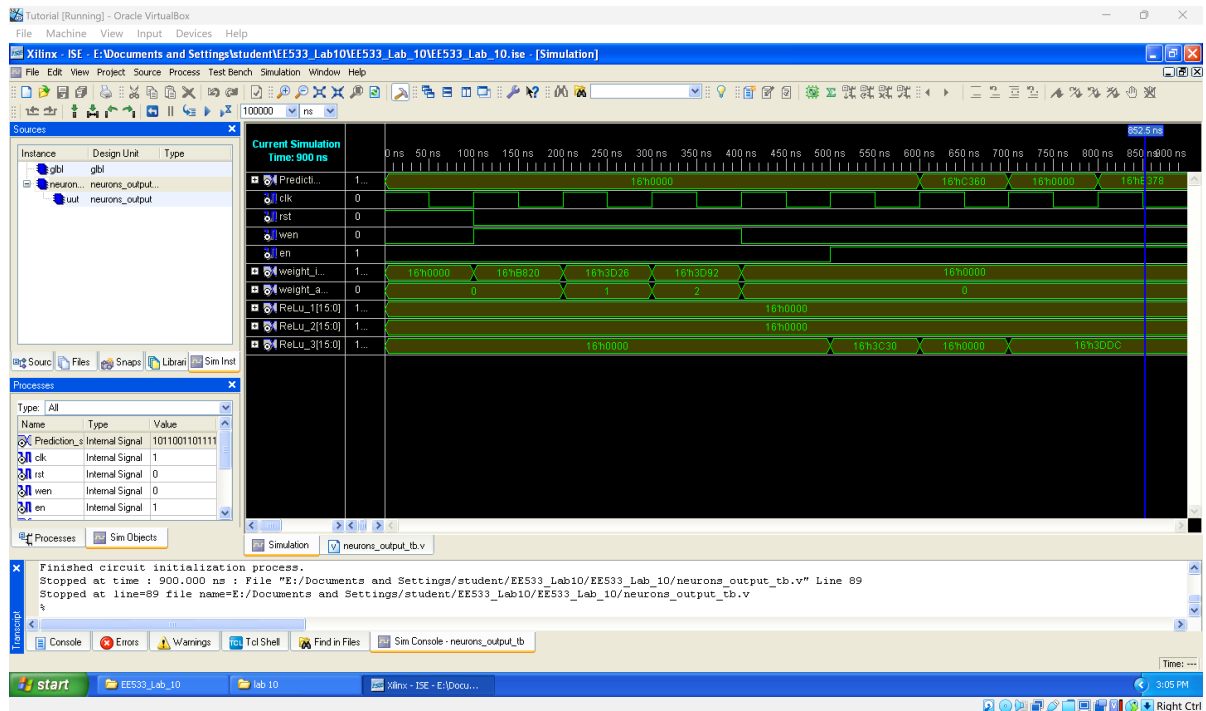 Tutorial [Running] - Oracle VirtualBox
File Machine View Input Devices Help
Xilinx - ISE - E:\Documents and Settings\student\EE533_Lab10\EE533_Lab_10\EE533_Lab_10.ise - [Simulation]
File Edit View Project Source Process Test Bench Simulation Window Help
100000 ns
Sources
Instance Design Unit Type
glbl glbl
neuron... neurons_output...
uut neurons_output
Sourc Files Snaps Librari Sim Inst
Processes
Type: All
Name Type Value
Prediction_s Internal Signal 1011001101111
clk Internal Signal 1
rst Internal Signal 0
wen Internal Signal 0
en Internal Signal 1
Processes Sim Objects
852.5 ns
Current Simulation
Time: 900 ns
0 ns 50 ns 100 ns 150 ns 200 ns 250 ns 300 ns 350 ns 400 ns 450 ns 500 ns 550 ns 600 ns 650 ns 700 ns 750 ns 800 ns 850 ns 900 ns
Predicti... 1... 16'h0000 16'hC360 16'h0000
clk 0
rst 0
wen 0
en 1
weight_i... 1... 16'h0000 16'hB820 16'h3D26 16'h3D92 16'h0000
weight_a... 0 0 1 2 0
ReLu_1[15:0] 1... 16'h0000
ReLu_2[15:0] 1... 16'h0000
ReLu_3[15:0] 1... 16'h0000 16'h3C30 16'h0000 16'h3DDC
Simulation neurons_output_tb.v
Finished circuit initialization process.
Stopped at time : 900.000 ns : File "E:/Documents and Settings/student/EE533_Lab10/EE533_Lab_10/neurons_output_tb.v" Line 89
Stopped at line=89 file name=E:/Documents and Settings/student/EE533_Lab10/EE533_Lab_10/neurons_output_tb.v
%
Transcript
Console Errors Warnings Tcl Shell Find in Files Sim Console - neurons_output_tb
Time: ---
start EE533_Lab_10 lab 10 Xilinx - ISE - E:\Docu... 3:05 PM
Right Ctrl